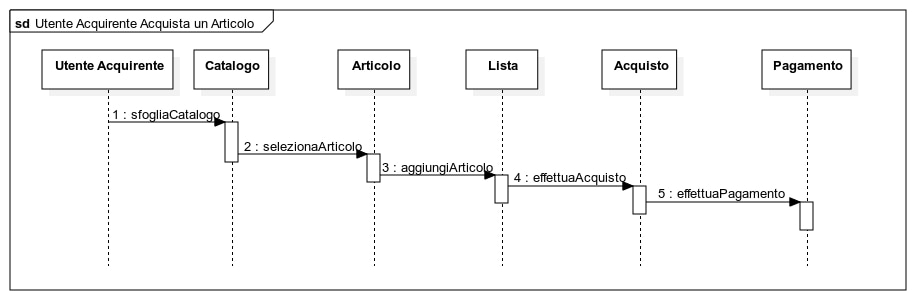 sd Utente Acquirente Acquista un Articolo
Utente Acquirente
Catalogo
Articolo
Lista
Acquisto
Pagamento
1 : sfogliaCatalogo
2 : selezionaArticolo
3 : aggiungiArticolo
4 : effettuaAcquisto
5 : effettuaPagamento